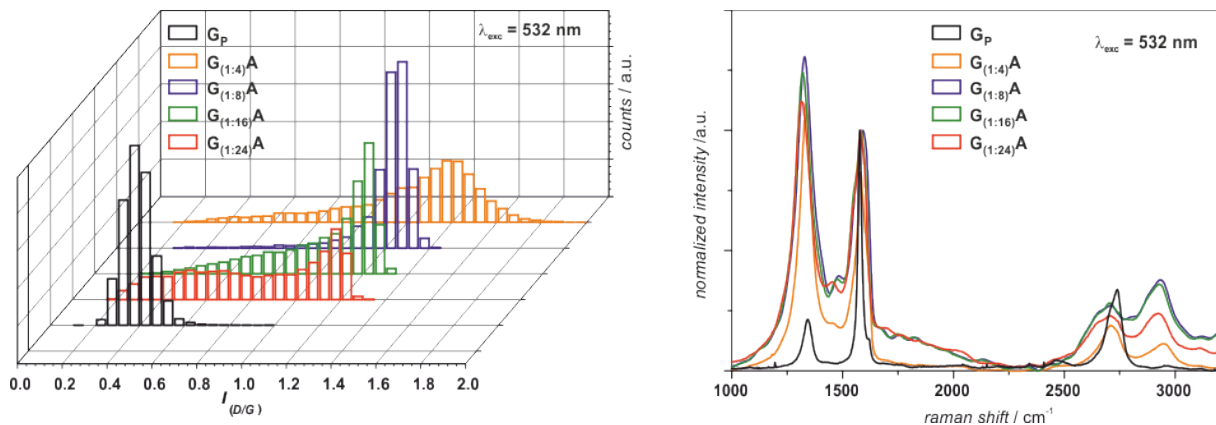 G_P
G_(1:4)A
G_(1:8)A
G_(1:16)A
G_(1:24)A
λ_exc = 532 nm
counts / a.u.
0.0 0.2 0.4 0.6 0.8 1.0 1.2 1.4 1.6 1.8 2.0
I_(D/G)
G_P
G_(1:4)A
G_(1:8)A
G_(1:16)A
G_(1:24)A
λ_exc = 532 nm
normalized intensity /a.u.
1000 1500 2000 2500 3000
raman shift / cm⁻¹